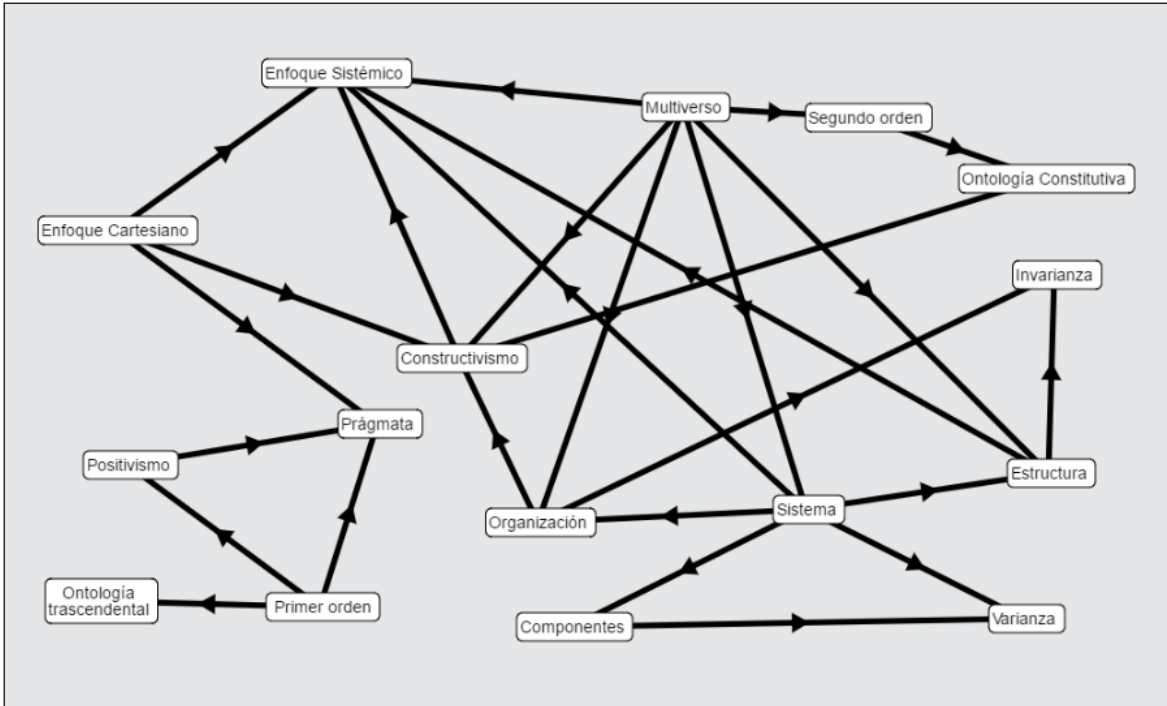 Enfoque Sistémico
Multiverso
Segundo orden
Ontología Constitutiva
Enfoque Cartesiano
Invarianza
Constructivismo
Prágmata
Positivismo
Estructura
Sistema
Organización
Ontología
trascendental
Primer orden
Componentes
Varianza